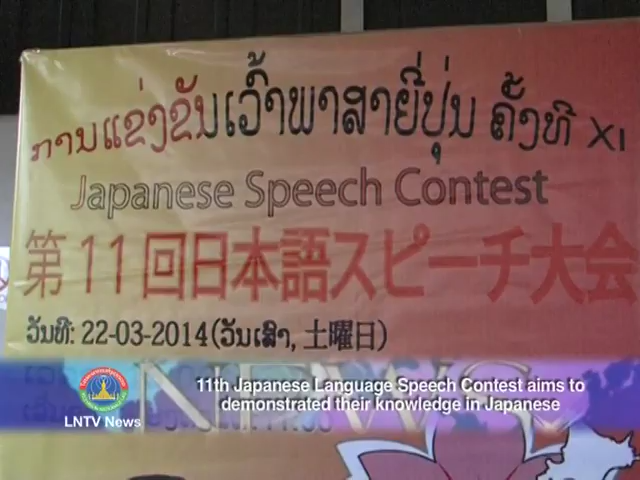 ການແຂ່ງຂັນເວົ້າພາສາຍີ່ປຸ່ນ ຄັ້ງທີ XI
Japanese Speech Contest
第11回日本語スピーチ大会
ວັນທີ: 22-03-2014(ວັນເສົາ, 土曜日)
NEWS
11th Japanese Language Speech Contest aims to
demonstrated their knowledge in Japanese
LNTV News